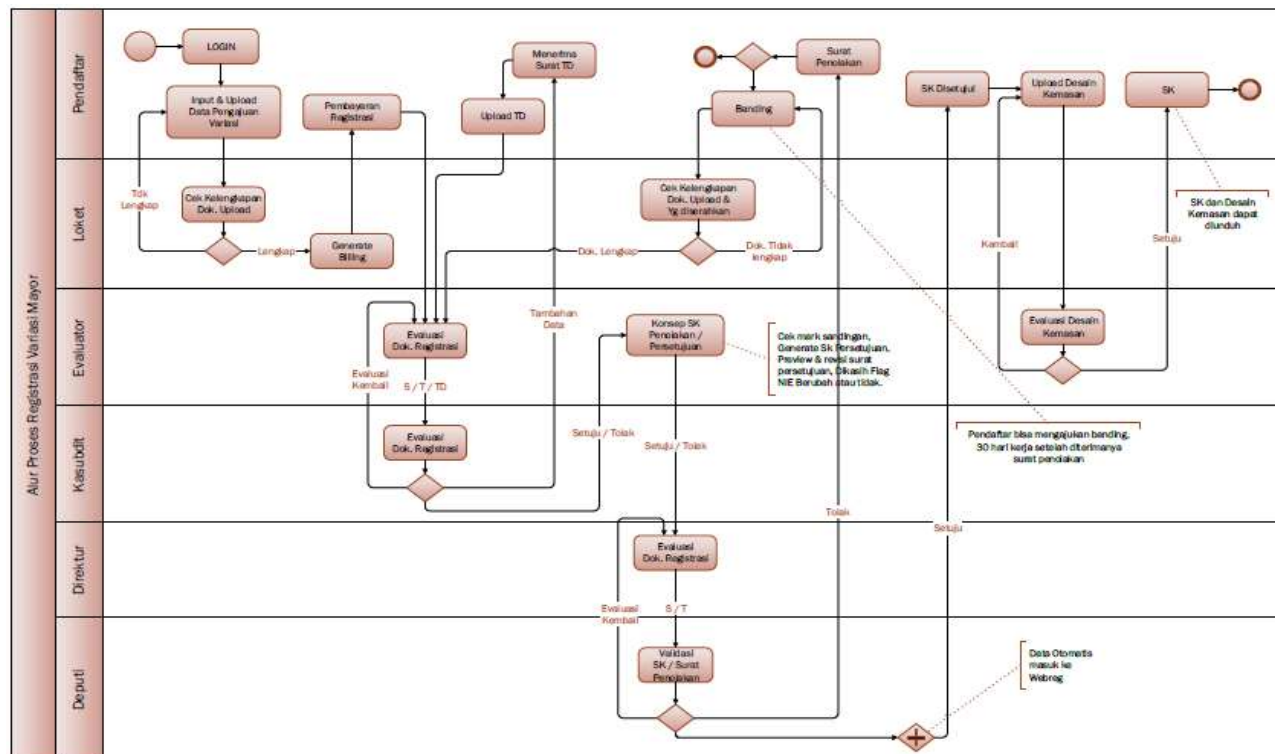 Alur Proses Registrasi Variasi Mayor
Pendaftar
LOGIN
Input & Upload
Data Pengajuan
Variasi
Pembayaran
Registrasi
Menerima
Surat TD
Upload TD
Surat
Penolakan
Banding
SK Disetujui
Upload Desain
Kemasan
SK
Loket
Tdk
Lengkap
Cek Kelengkapan
Dok. Upload
Lengkap
Generate
Billing
Cek Kelengkapan
Dok. Upload &
Yg diserahkan
Dok. Lengkap
Dok. Tidak
lengkap
Kembali
Setuju
SK dan Desain
Kemasan dapat
diunduh
Evaluator
Evaluasi
Dok. Registrasi
Evaluasi
Kembali
S / T / TD
Tambahan
Data
Konsep SK
Penolakan /
Persetujuan
Cek mark sandingan,
Generate Sk Persetujuan,
Preview & revisi surat
persetujuan, Dikasih Flag
NIE Berubah atau tidak.
Evaluasi Desain
Kemasan
Kasubdit
Evaluasi
Dok. Registrasi
Setuju / Tolak
Setuju / Tolak
Pendaftar bisa mengajukan banding,
30 hari kerja setelah diterimanya
surat penolakan
Tolak
Setuju
Direktur
Evaluasi
Dok. Registrasi
Evaluasi
Kembali
S / T
Deputi
Validasi
SK / Surat
Penolakan
Data Otomatis
masuk ke
Webreg